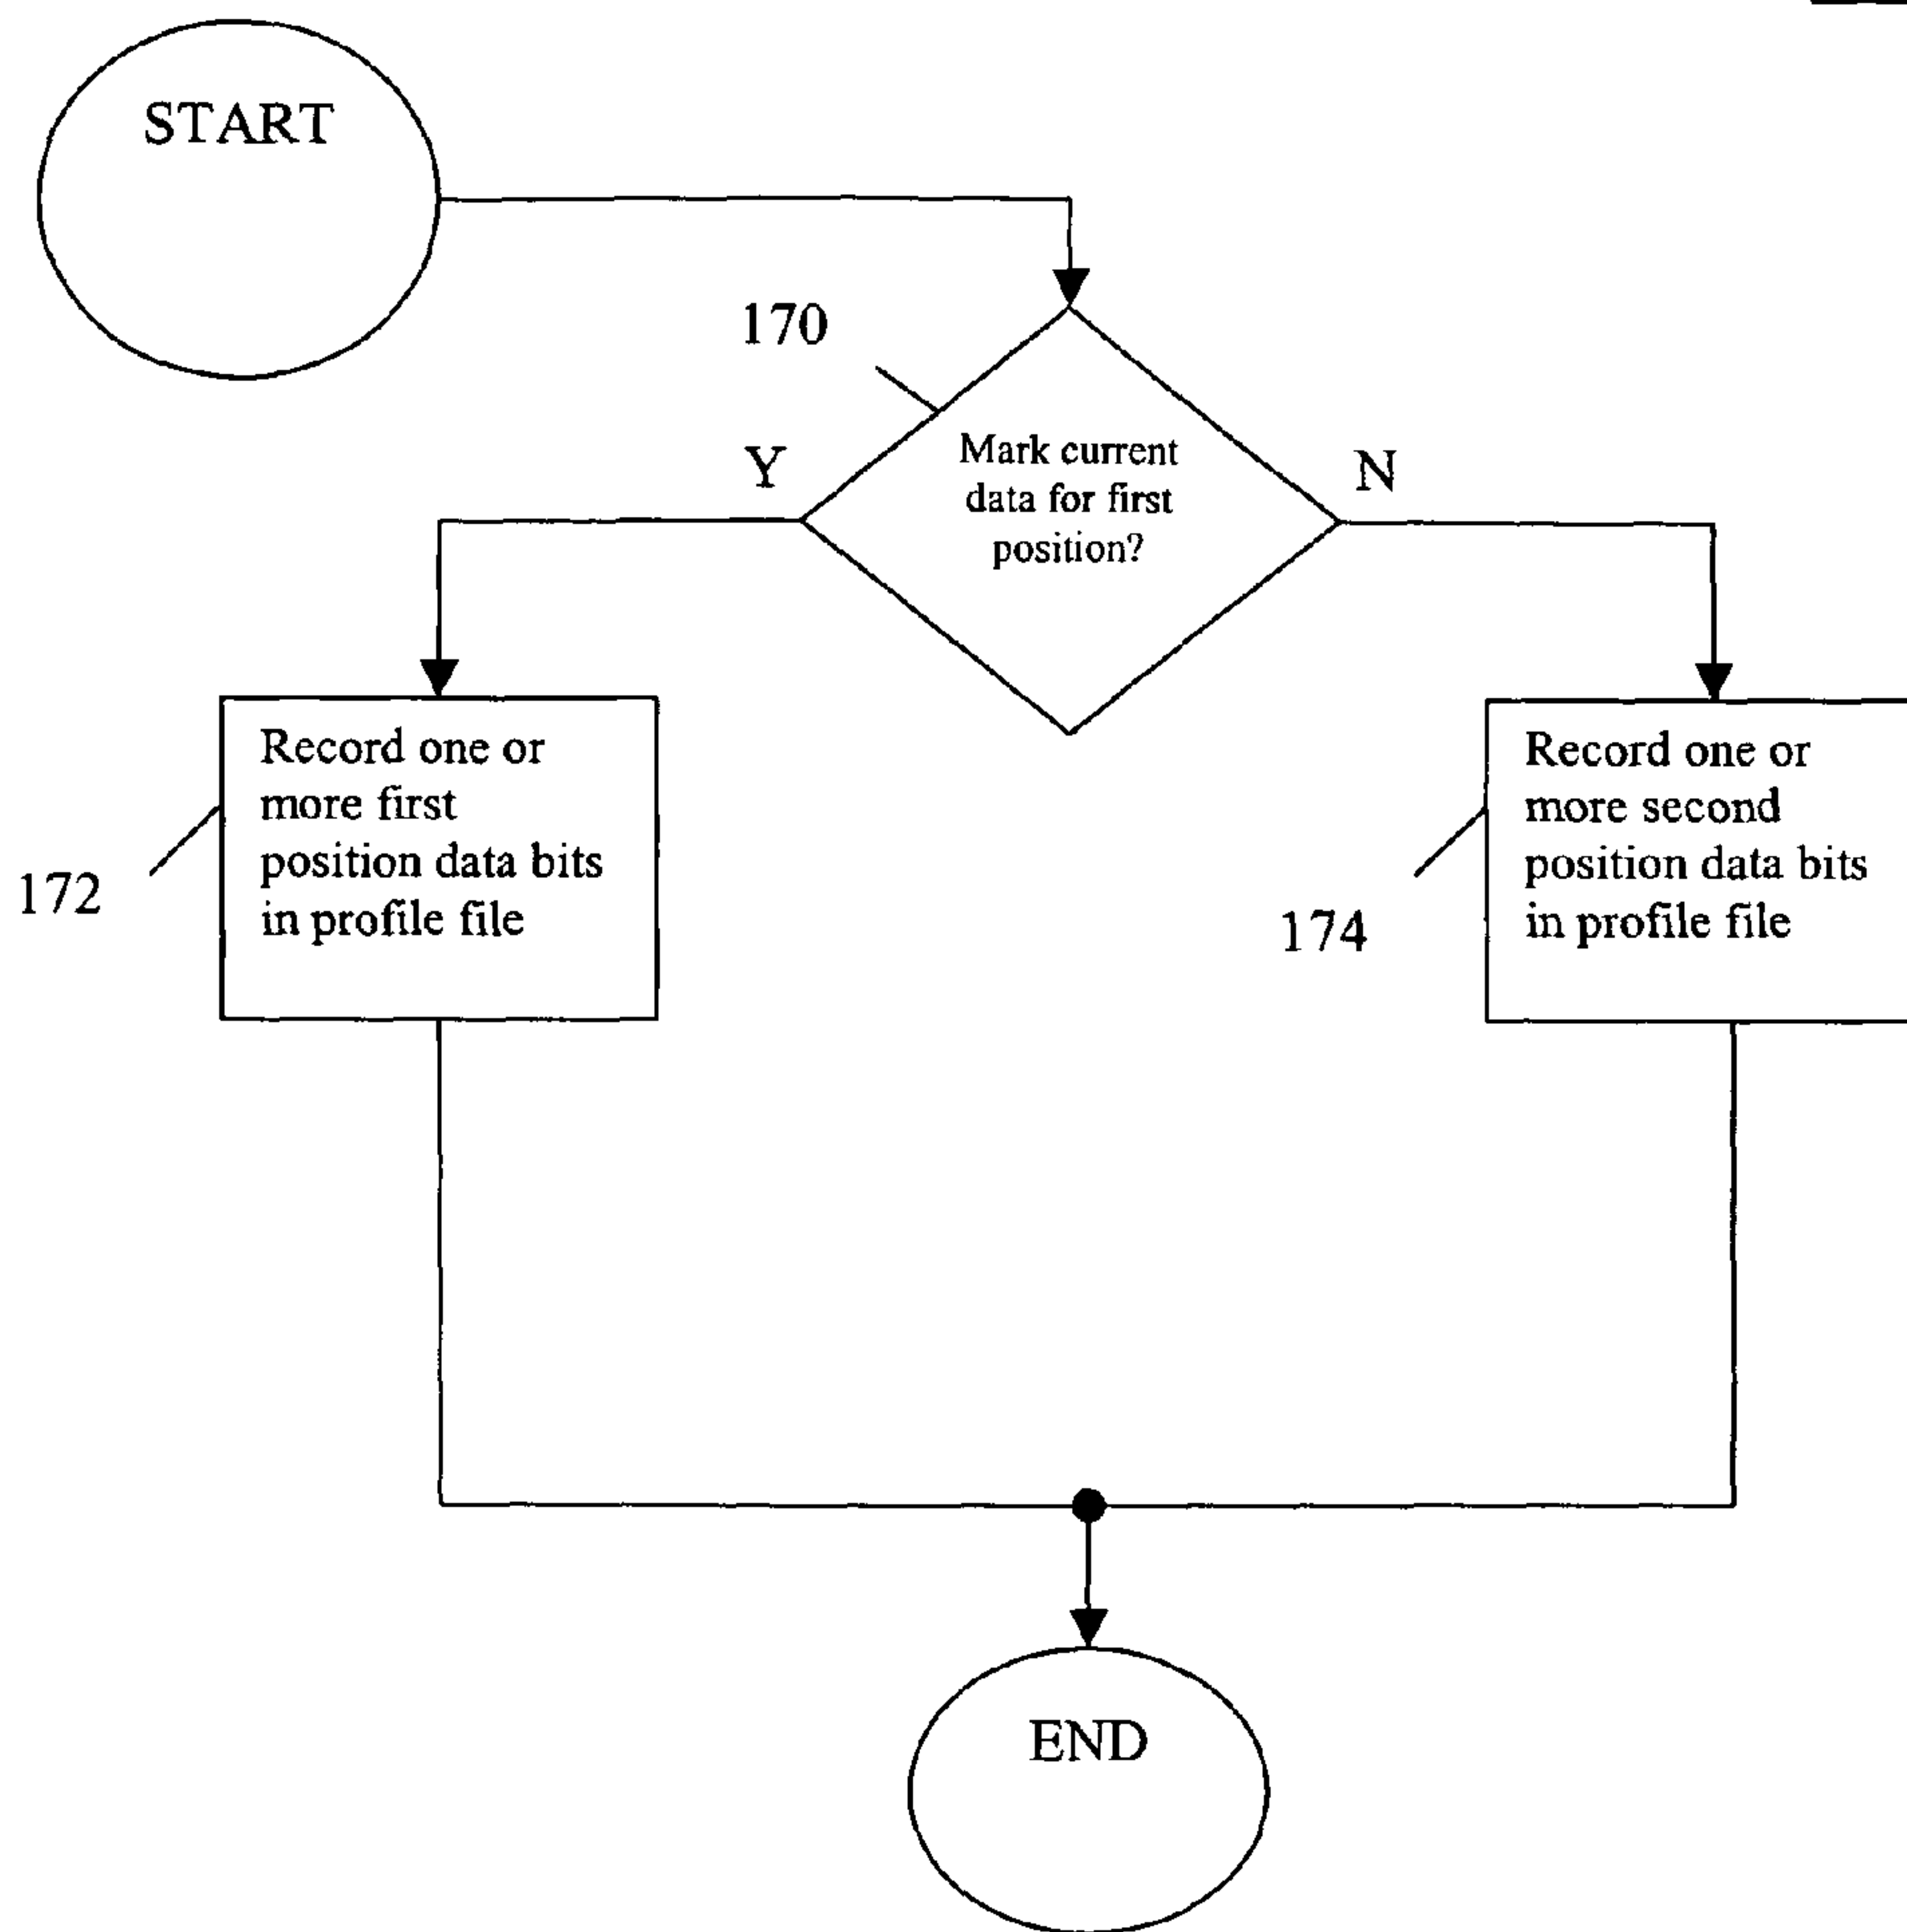 START
170
Y
Mark current
data for first
position?
N
Record one or
more first
position data bits
in profile file
172
Record one or
more second
position data bits
in profile file
174
END